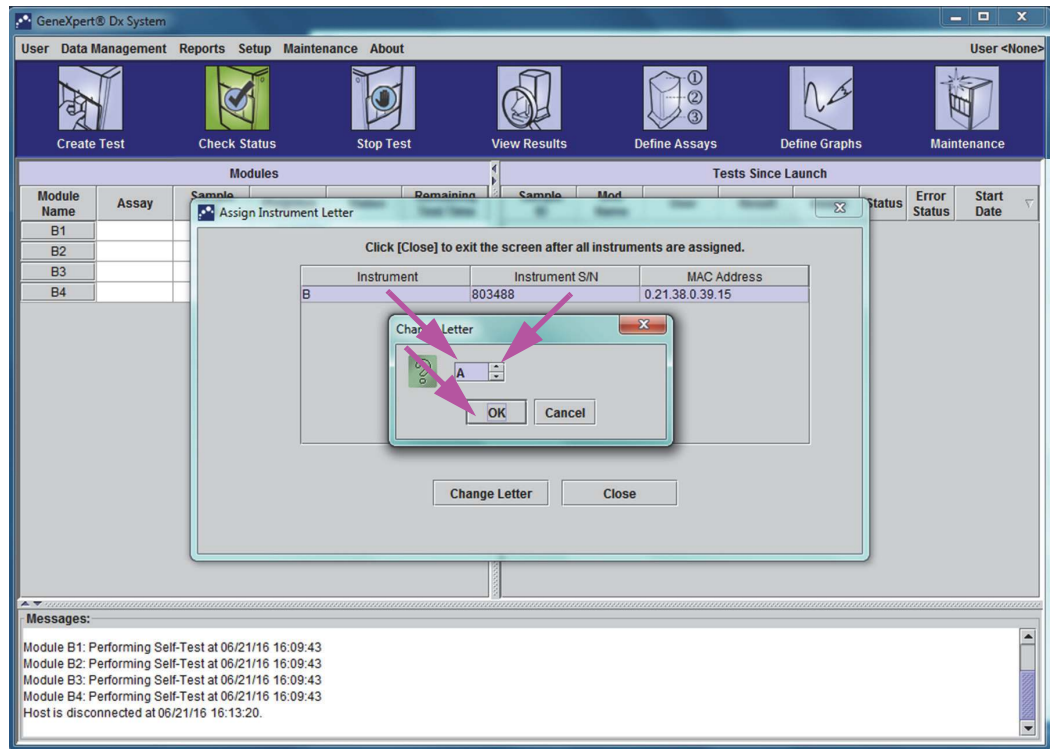 GeneXpert® Dx System
User Data Management Reports Setup Maintenance About User <None>
Create Test Check Status Stop Test View Results Define Assays Define Graphs Maintenance
Modules
Tests Since Launch
Module Name Assay Sample Remaining
Sample Mod. Status Error Status Start Date
B1
B2
B3
B4
Assign Instrument Letter
Click [Close] to exit the screen after all instruments are assigned.
Instrument Instrument S/N MAC Address
B 803488 0.21.38.0.39.15
Letter
A
OK Cancel
Change Letter Close
Messages:
Module B1: Performing Self-Test at 06/21/16 16:09:43
Module B2: Performing Self-Test at 06/21/16 16:09:43
Module B3: Performing Self-Test at 06/21/16 16:09:43
Module B4: Performing Self-Test at 06/21/16 16:09:43
Host is disconnected at 06/21/16 16:13:20.